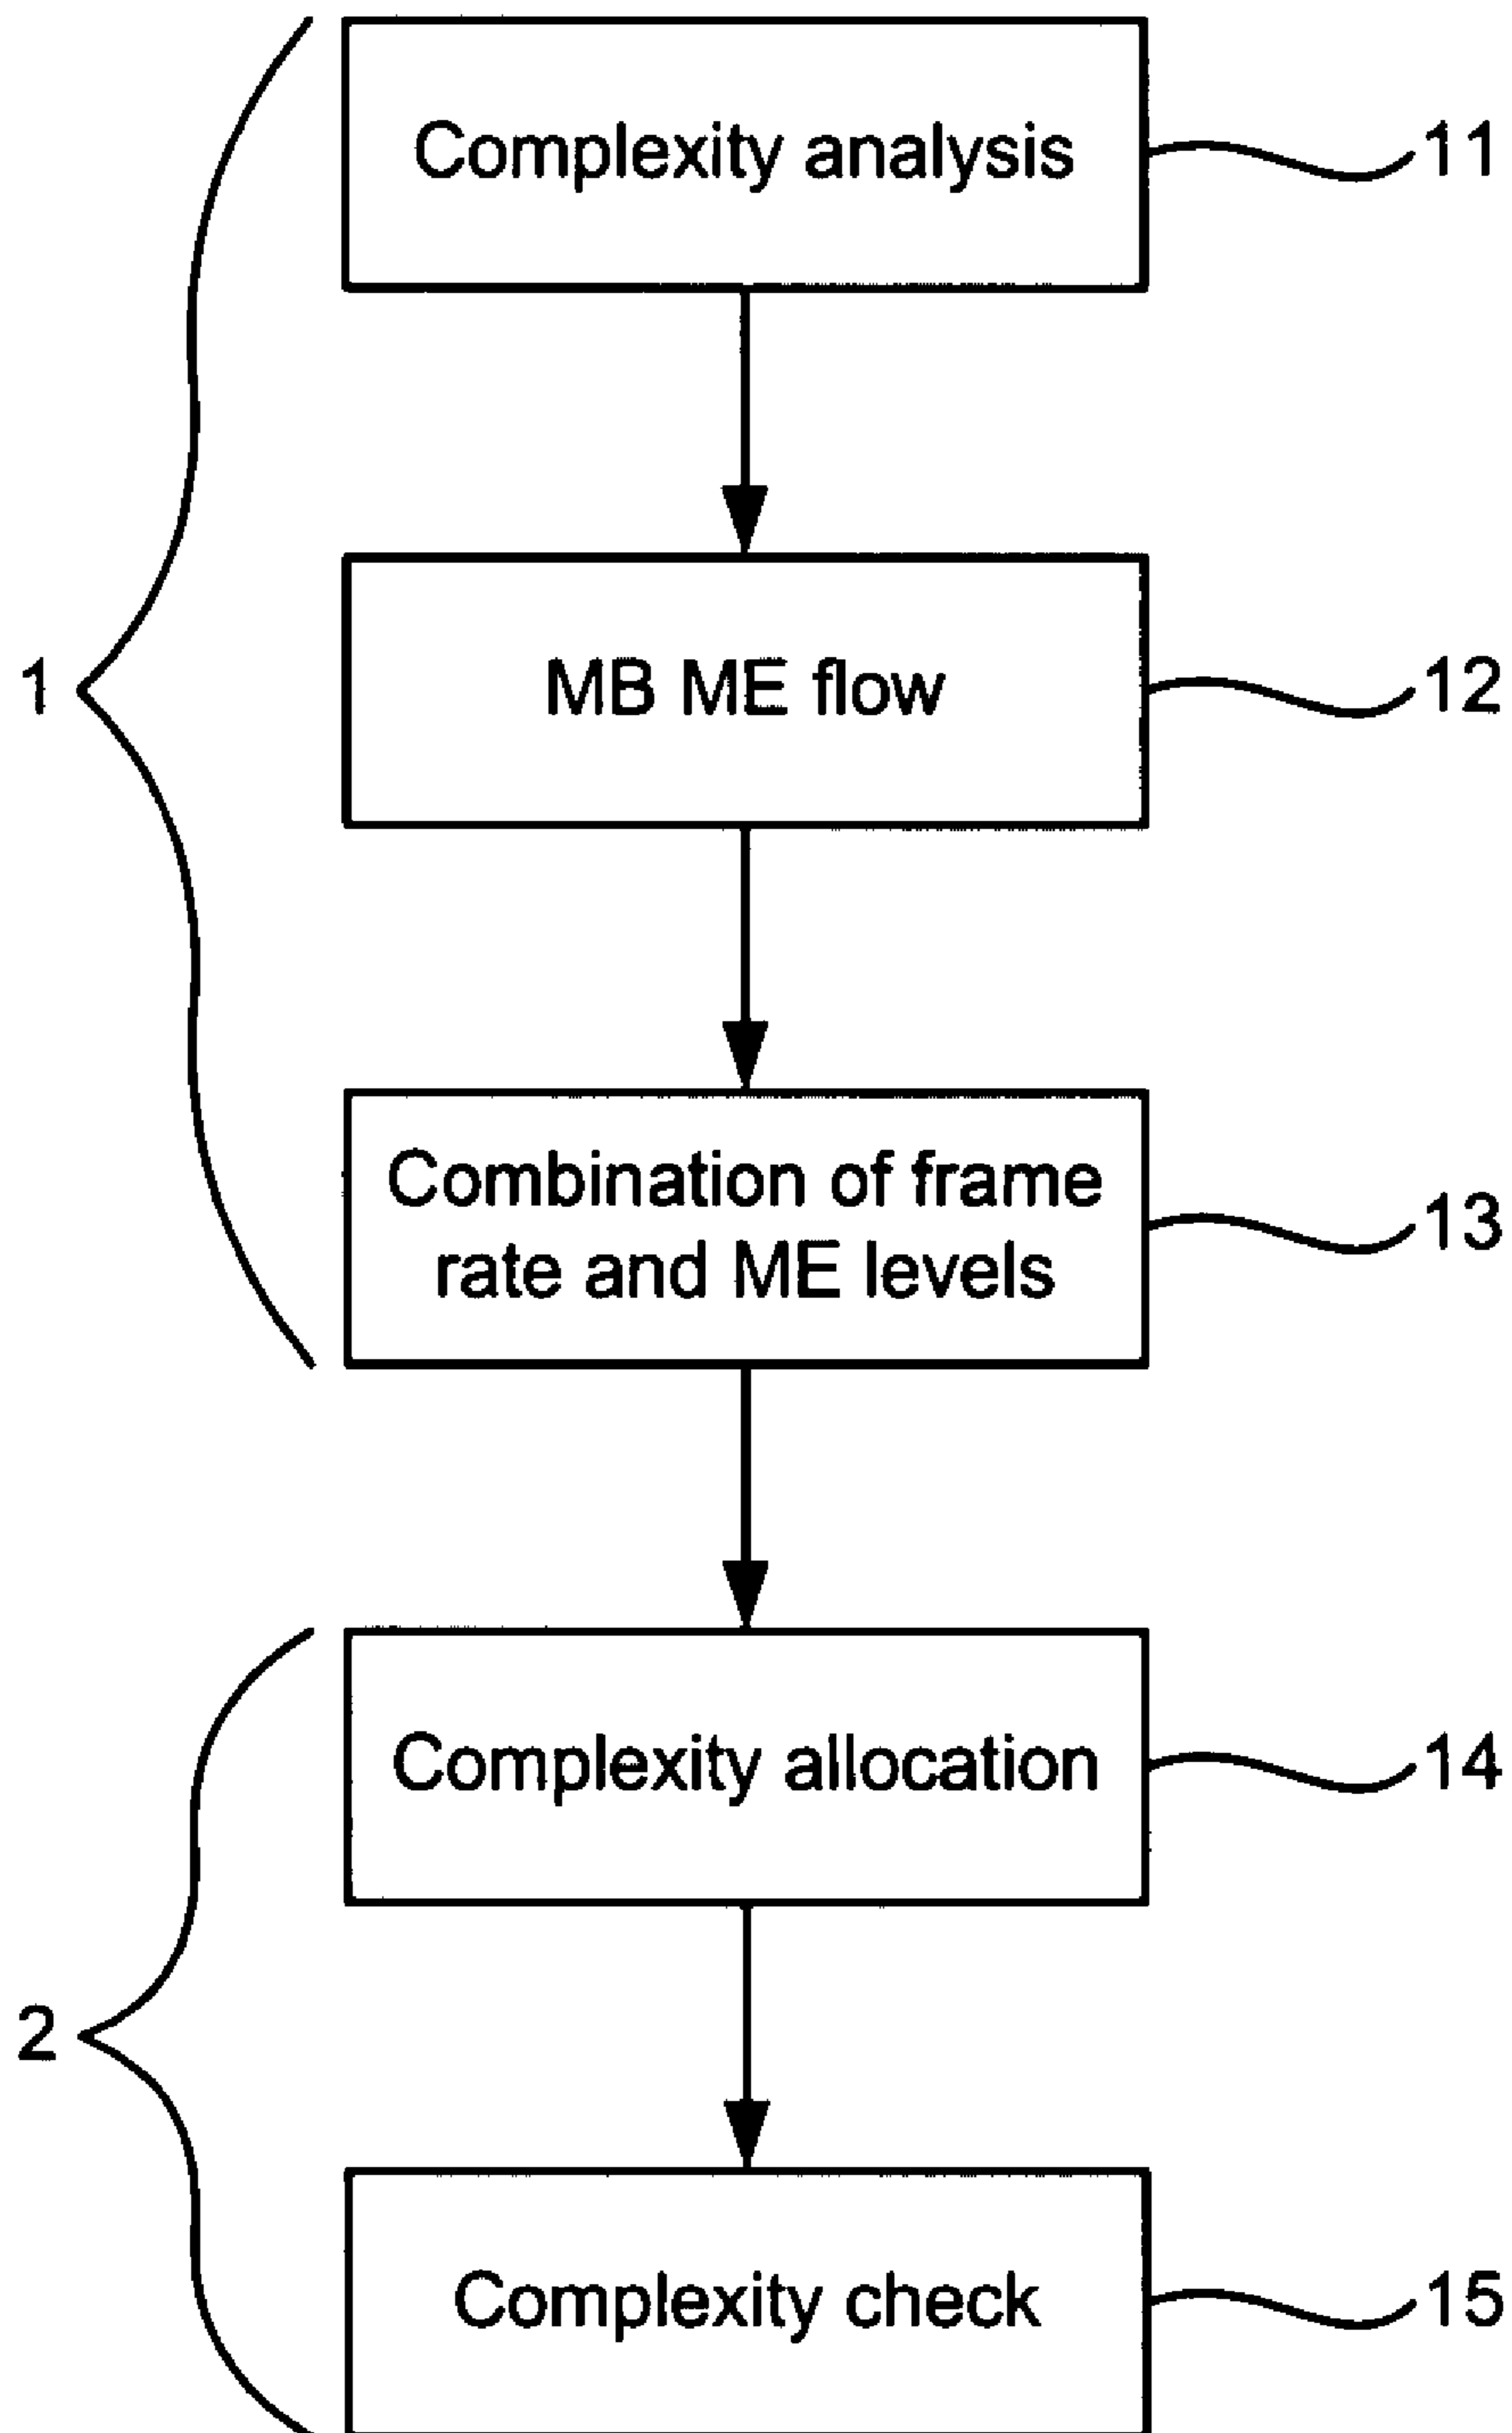 Complexity analysis
11
1
MB ME flow
12
Combination of frame
rate and ME levels
13
Complexity allocation
14
2
Complexity check
15